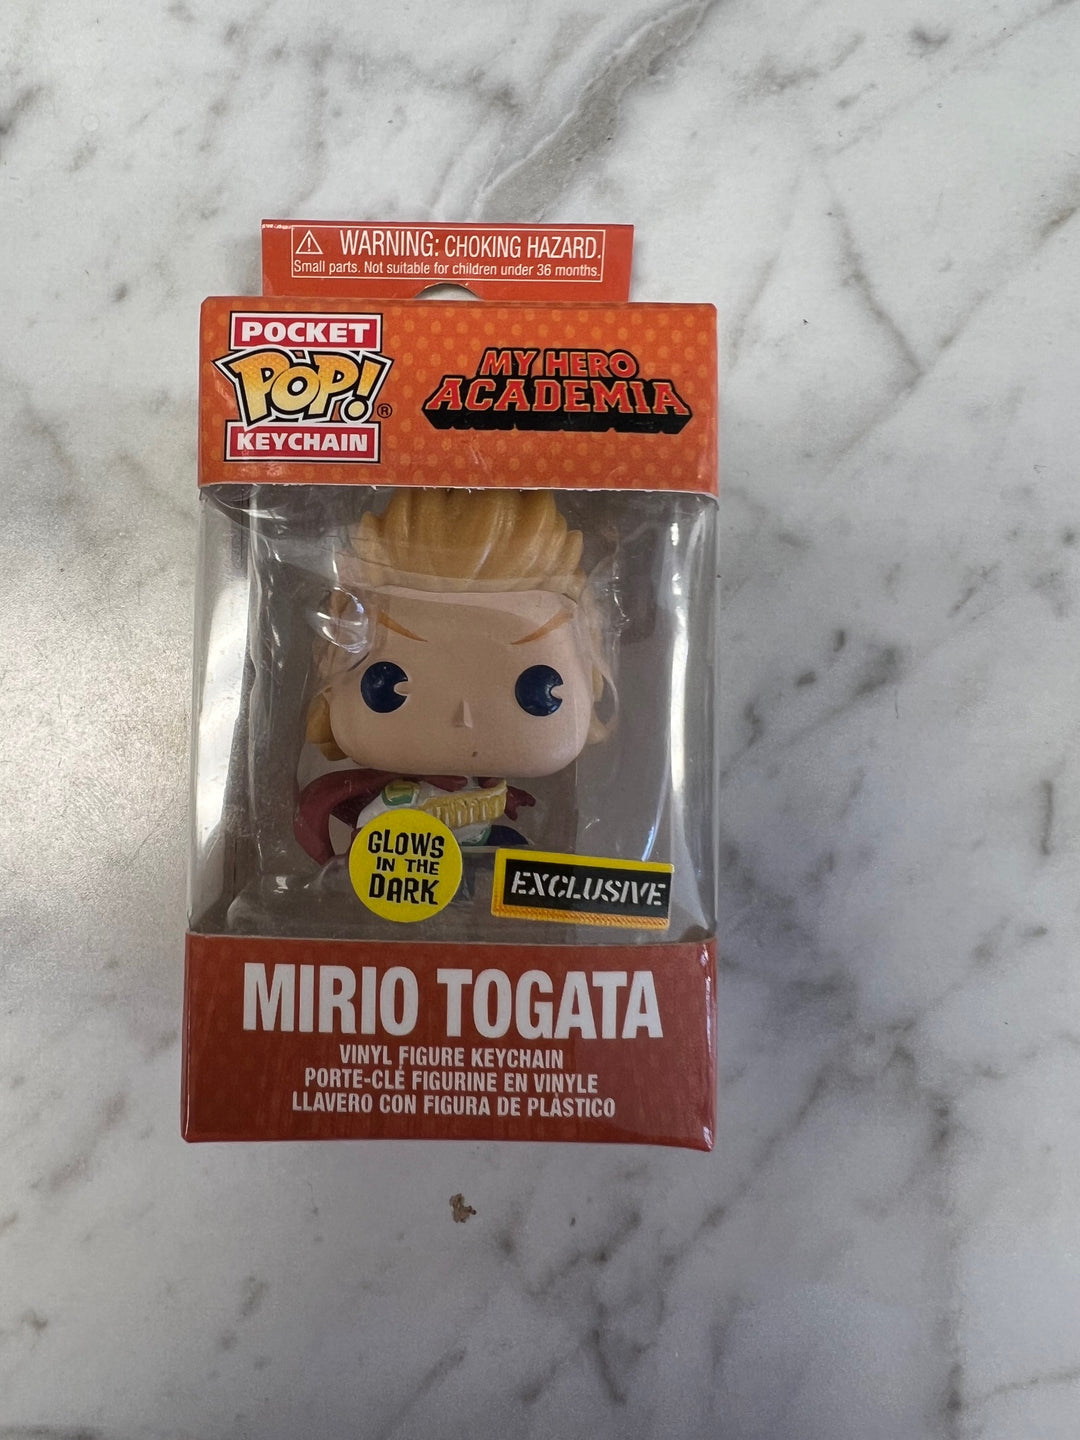 WARNING: CHOKING HAZARD.
Small parts. Not suitable for children under 36 months.
POCKET
POP!®
KEYCHAIN
MY HERO
ACADEMIA
GLOWS
IN THE
DARK
EXCLUSIVE
MIRIO TOGATA
VINYL FIGURE KEYCHAIN
PORTE-CLÉ FIGURINE EN VINYLE
LLAVERO CON FIGURA DE PLÁSTICO